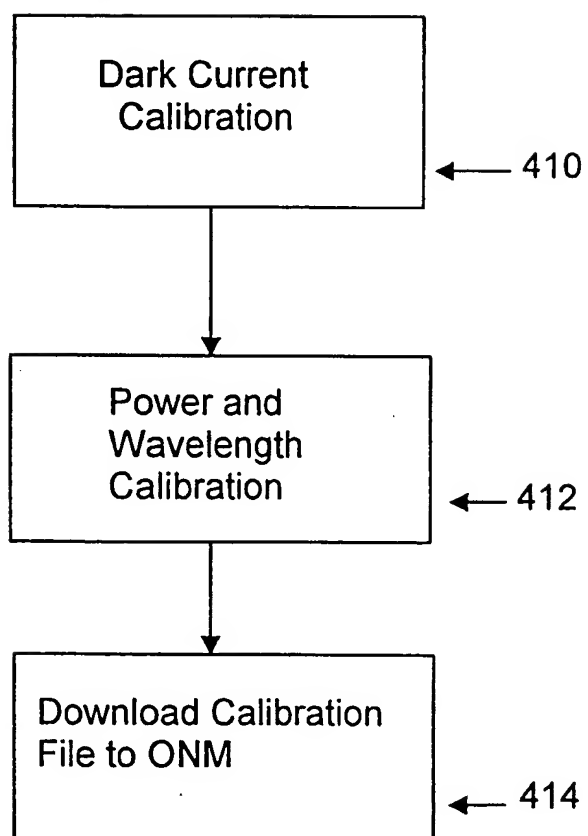 Dark Current
Calibration
410
Power and
Wavelength
Calibration
412
Download Calibration
File to ONM
414